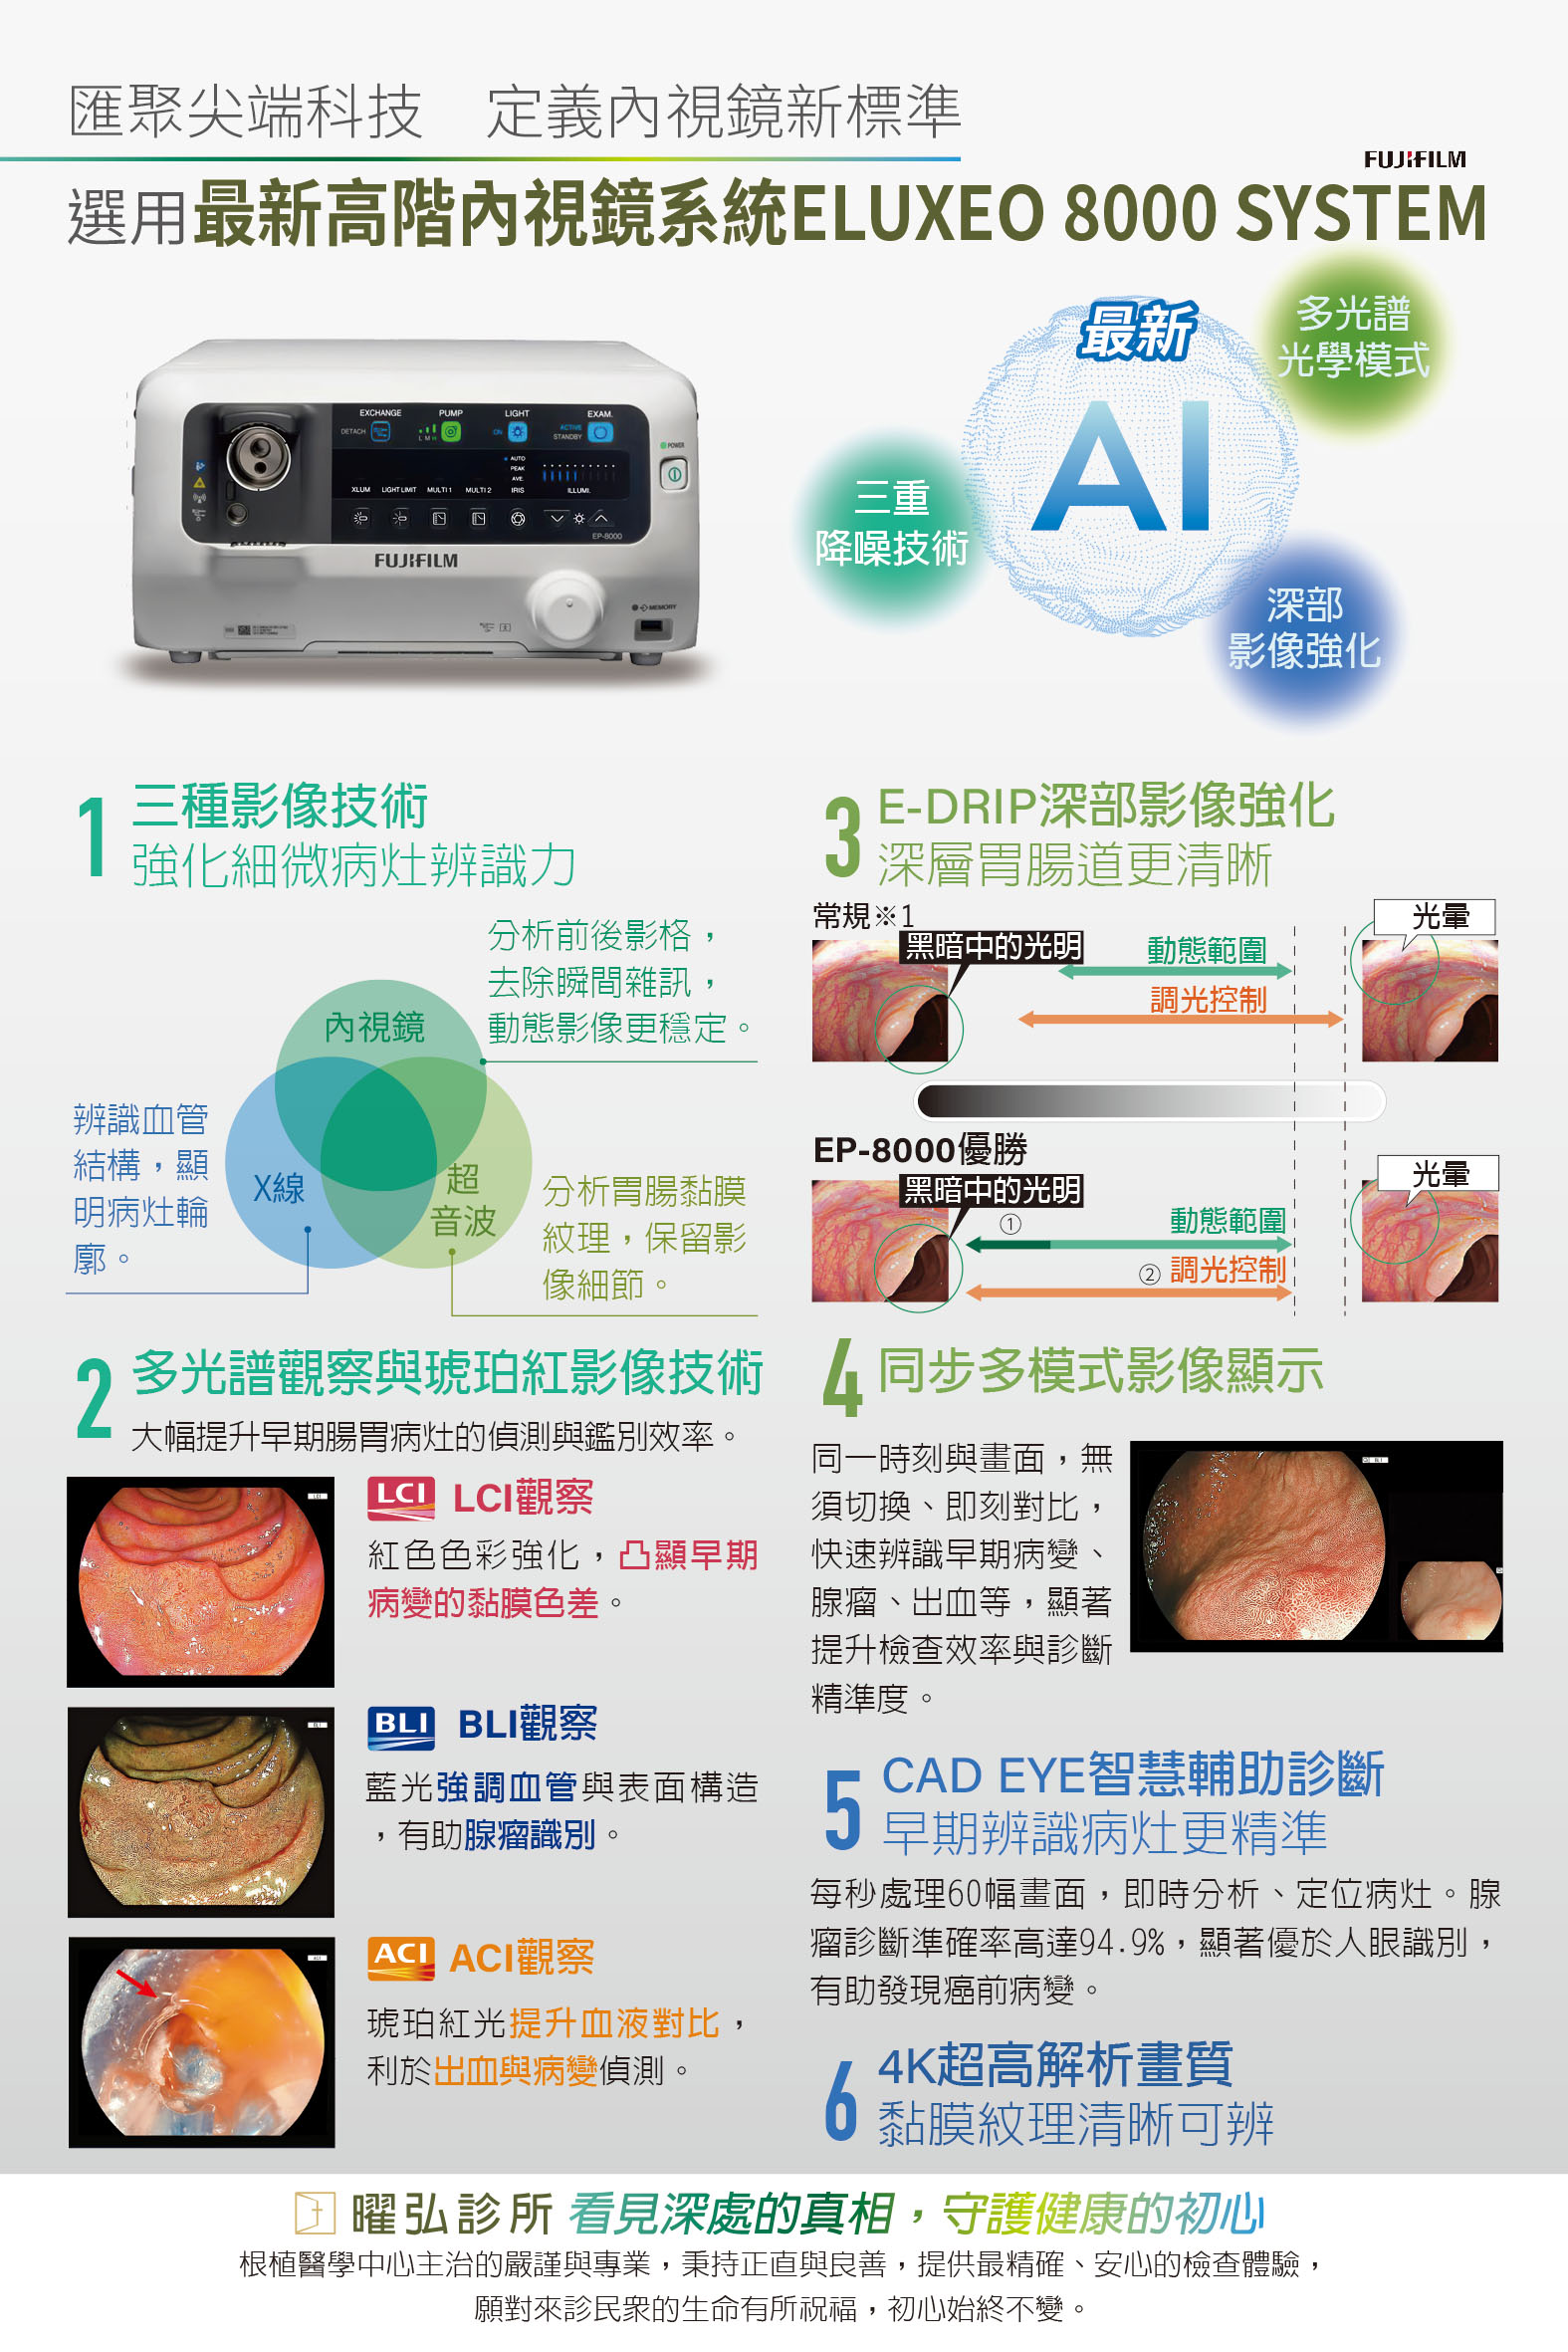 匯聚尖端科技　定義內視鏡新標準
FUJIFILM
選用最新高階內視鏡系統ELUXEO 8000 SYSTEM
最新
AI
多光譜
光學模式
三重
降噪技術
深部
影像強化
EXCHANGE PUMP LIGHT EXAM.
DETACH L M H ON ACTIVE
STANDBY
POWER
AUTO
PEAK
AVE.
XLUM LIGHT LIMIT MULTI 1 MULTI 2 IRIS ILLUMI.
EP-8000
FUJIFILM
MEMORY
1 三種影像技術
強化細微病灶辨識力
分析前後影格，
去除瞬間雜訊，
動態影像更穩定。
內視鏡
辨識血管
結構，顯
明病灶輪
廓。
X線
超
音波
分析胃腸黏膜
紋理，保留影
像細節。
2 多光譜觀察與琥珀紅影像技術
大幅提升早期腸胃病灶的偵測與鑑別效率。
LCI LCI觀察
紅色色彩強化，凸顯早期
病變的黏膜色差。
BLI BLI觀察
藍光強調血管與表面構造
，有助腺瘤識別。
ACI ACI觀察
琥珀紅光提升血液對比，
利於出血與病變偵測。
3 E-DRIP深部影像強化
深層胃腸道更清晰
常規※1
黑暗中的光明
動態範圍
調光控制
光暈
EP-8000優勝
黑暗中的光明
①
動態範圍
② 調光控制
光暈
4 同步多模式影像顯示
同一時刻與畫面，無
須切換、即刻對比，
快速辨識早期病變、
腺瘤、出血等，顯著
提升檢查效率與診斷
精準度。
5 CAD EYE智慧輔助診斷
早期辨識病灶更精準
每秒處理60幅畫面，即時分析、定位病灶。腺
瘤診斷準確率高達94.9%，顯著優於人眼識別，
有助發現癌前病變。
6 4K超高解析畫質
黏膜紋理清晰可辨
曜弘診所 看見深處的真相，守護健康的初心
根植醫學中心主治的嚴謹與專業，秉持正直與良善，提供最精確、安心的檢查體驗，
願對來診民眾的生命有所祝福，初心始終不變。